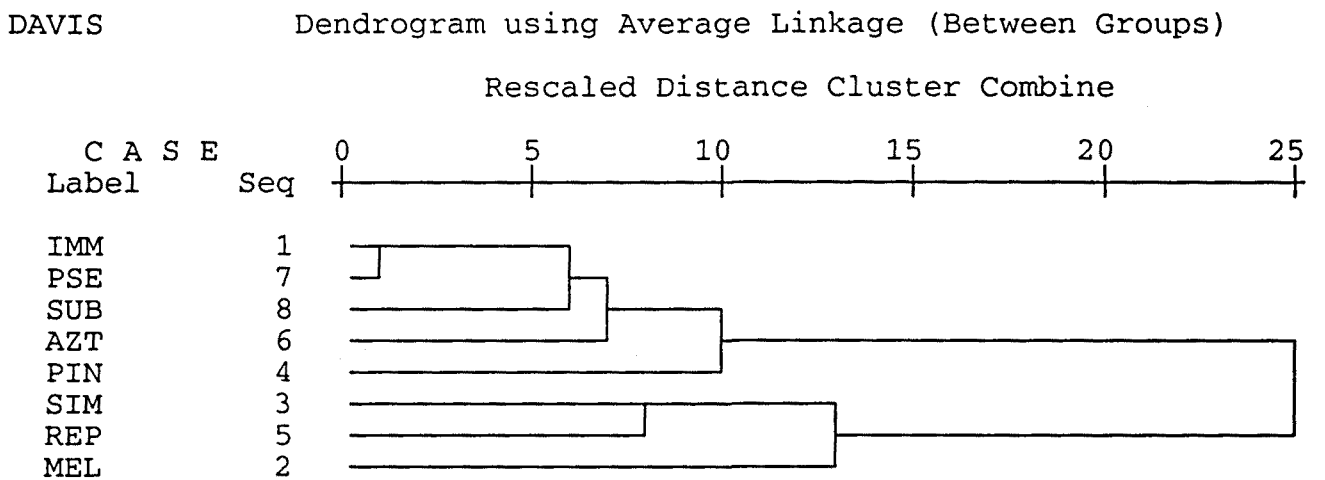 DAVIS Dendrogram using Average Linkage (Between Groups)
Rescaled Distance Cluster Combine
C A S E 0 5 10 15 20 25
Label Seq
IMM 1
PSE 7
SUB 8
AZT 6
PIN 4
SIM 3
REP 5
MEL 2